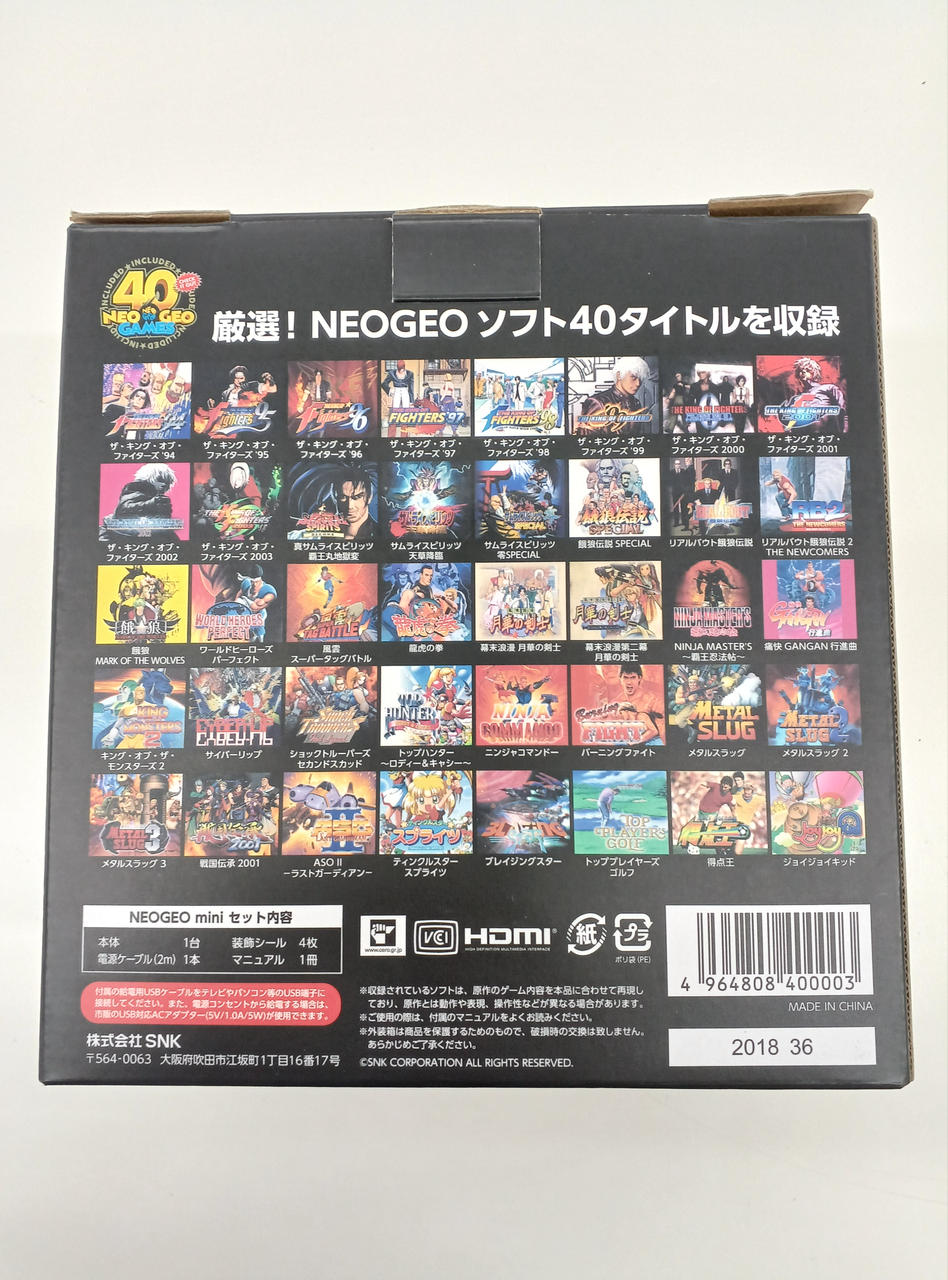 INCLUDED★INCLUDED★INCLUDED
40
CHECK IT OUT!
NEO GEO
GAMES
厳選！NEOGEO ソフト40タイトルを収録
ザ・キング・オブ・
ファイターズ '94
ザ・キング・オブ・
ファイターズ '95
ザ・キング・オブ・
ファイターズ '96
ザ・キング・オブ・
ファイターズ '97
ザ・キング・オブ・
ファイターズ '98
ザ・キング・オブ・
ファイターズ '99
ザ・キング・オブ・
ファイターズ 2000
ザ・キング・オブ・
ファイターズ 2001
ザ・キング・オブ・
ファイターズ 2002
ザ・キング・オブ・
ファイターズ 2003
真サムライスピリッツ
覇王丸地獄変
サムライスピリッツ
天草降臨
サムライスピリッツ
零SPECIAL
餓狼伝説 SPECIAL
リアルバウト餓狼伝説
リアルバウト餓狼伝説 2
THE NEWCOMERS
餓狼
MARK OF THE WOLVES
ワールドヒーローズ
パーフェクト
風雲
スーパータッグバトル
龍虎の拳
幕末浪漫 月華の剣士
幕末浪漫第二幕
月華の剣士
NINJA MASTER'S
〜覇王忍法帖〜
痛快 GANGAN 行進曲
キング・オブ・ザ・
モンスターズ 2
サイバーリップ
ショックトルーパーズ
セカンドスカッド
トップハンター
〜ロディー＆キャシー〜
ニンジャコマンドー
バーニングファイト
メタルスラッグ
メタルスラッグ 2
メタルスラッグ 3
戦国伝承 2001
ASO II
−ラストガーディアン−
ティンクルスター
スプライツ
ブレイジングスター
トッププレイヤーズ
ゴルフ
得点王
ジョイジョイキッド
NEOGEO mini セット内容
本体 1台 装飾シール 4枚
電源ケーブル(2m) 1本 マニュアル 1冊
付属の給電用USBケーブルをテレビやパソコン等のUSB端子に
接続してください。また、電源コンセントから給電する場合は、
市販のUSB対応ACアダプター(5V/1.0A/5W)が使用できます。
株式会社 SNK
〒564-0063 大阪府吹田市江坂町1丁目16番17号
www.cero.gr.jp
VCI
HDMI
HIGH DEFINITION MULTIMEDIA INTERFACE
紙
プラ
ポリ袋(PE)
※収録されているソフトは、原作のゲーム内容を本品に合わせて再現し
ており、原作とは動作や表現、操作性などが異なる場合があります。
※ご使用の際は、付属のマニュアルをよくお読みください。
※外装箱は商品を保護するためのもので、破損時の交換は致しません。
あらかじめご了承ください。
©SNK CORPORATION ALL RIGHTS RESERVED.
4 964808 400003
MADE IN CHINA
2018 36